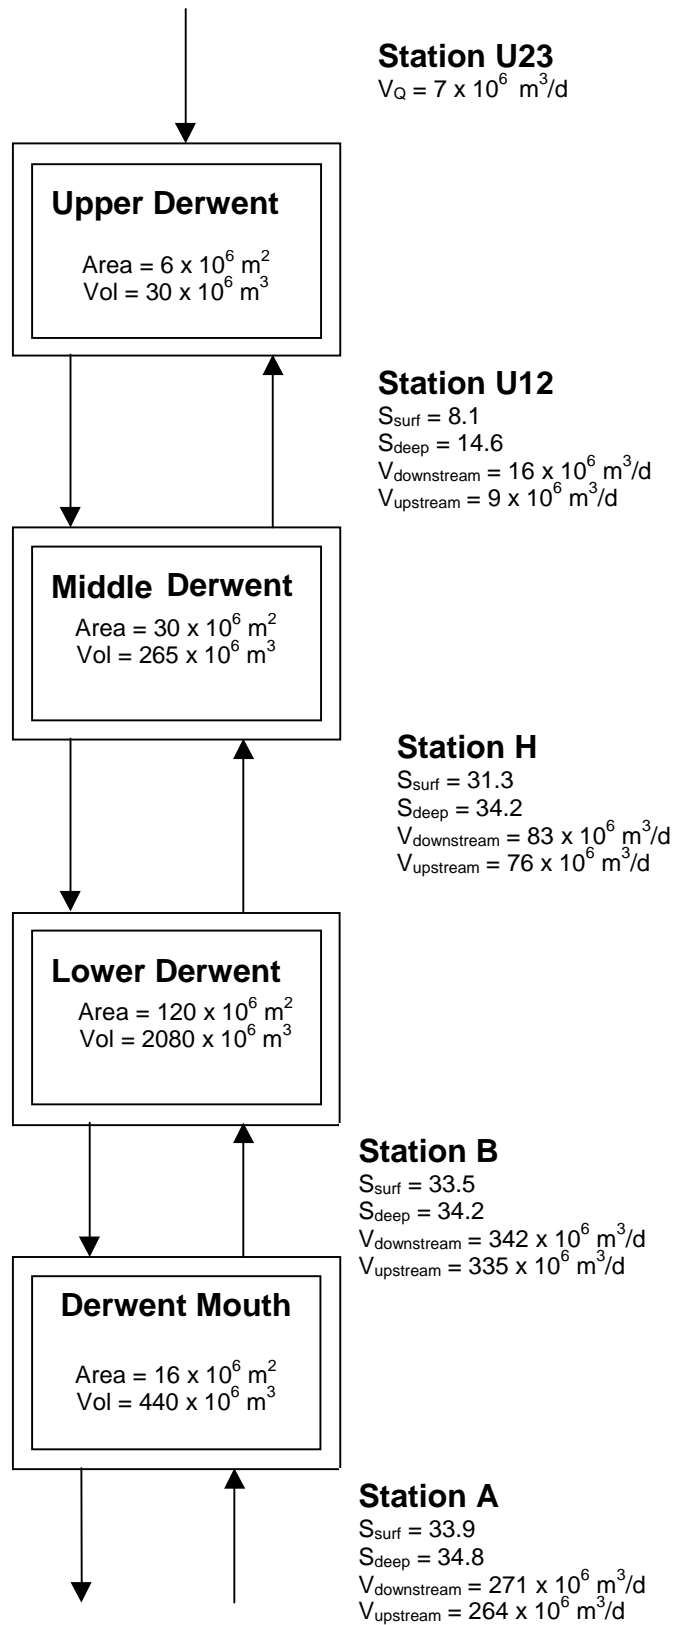 Station U23
V_Q = 7 x 10^6 m^3/d
Upper Derwent
Area = 6 x 10^6 m^2
Vol = 30 x 10^6 m^3
Station U12
S_surf = 8.1
S_deep = 14.6
V_downstream = 16 x 10^6 m^3/d
V_upstream = 9 x 10^6 m^3/d
Middle Derwent
Area = 30 x 10^6 m^2
Vol = 265 x 10^6 m^3
Station H
S_surf = 31.3
S_deep = 34.2
V_downstream = 83 x 10^6 m^3/d
V_upstream = 76 x 10^6 m^3/d
Lower Derwent
Area = 120 x 10^6 m^2
Vol = 2080 x 10^6 m^3
Station B
S_surf = 33.5
S_deep = 34.2
V_downstream = 342 x 10^6 m^3/d
V_upstream = 335 x 10^6 m^3/d
Derwent Mouth
Area = 16 x 10^6 m^2
Vol = 440 x 10^6 m^3
Station A
S_surf = 33.9
S_deep = 34.8
V_downstream = 271 x 10^6 m^3/d
V_upstream = 264 x 10^6 m^3/d